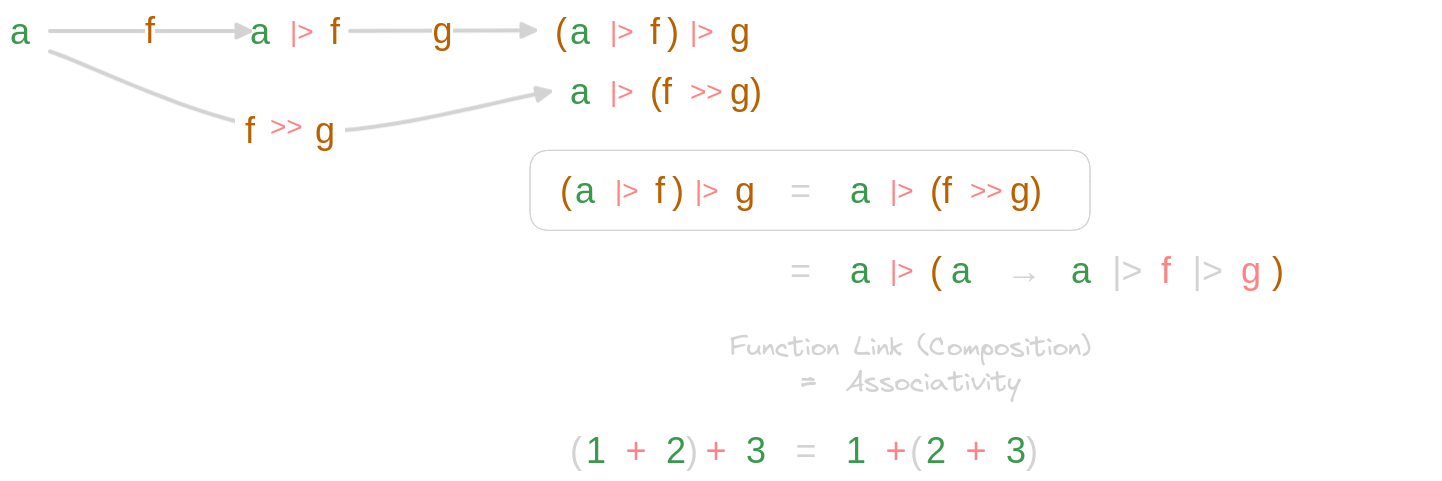 a f a |> f g (a |> f) |> g
a |> (f >> g)
f >> g
(a |> f) |> g = a |> (f >> g)
= a |> (a → a |> f |> g)
Function Link (Composition)
= Associativity
(1 + 2) + 3 = 1 + (2 + 3)